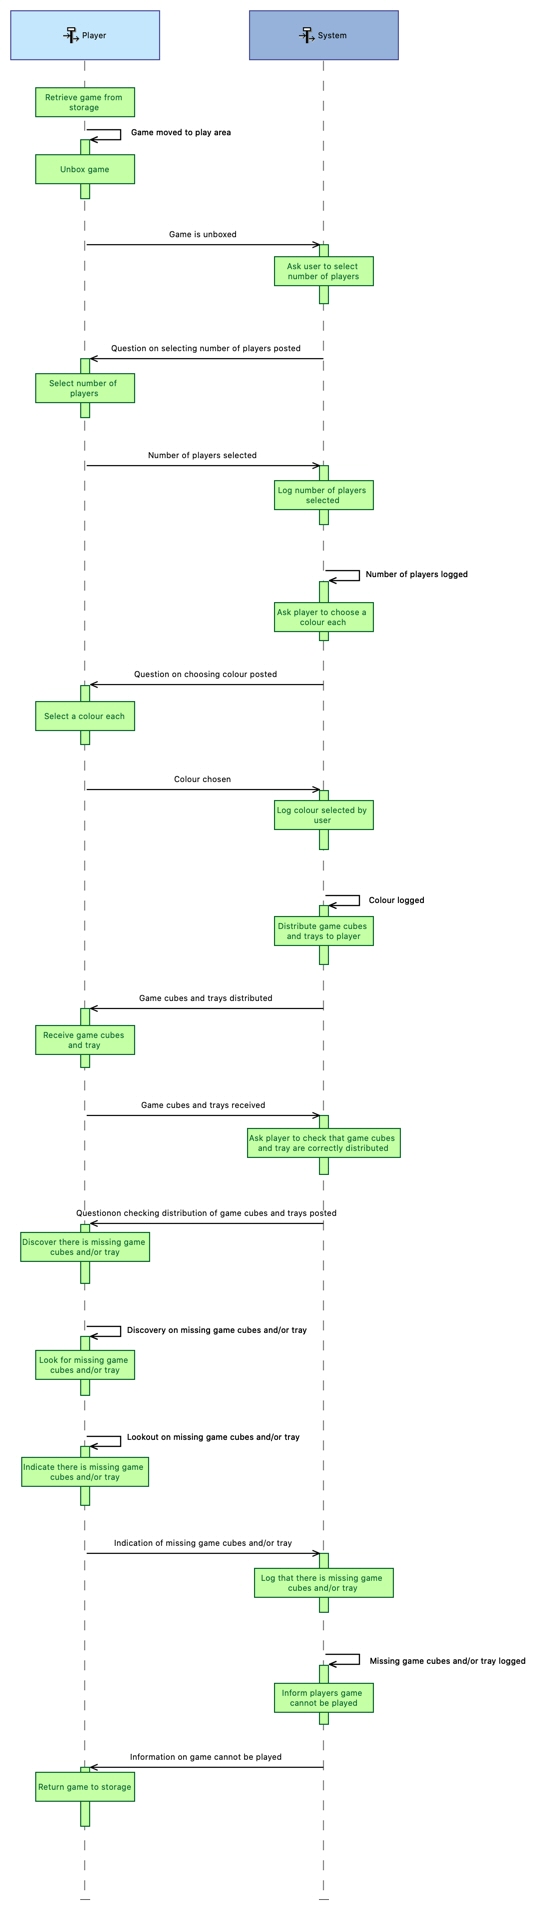 Player
System
Retrieve game from
storage
Game moved to play area
Unbox game
Game is unboxed
Ask user to select
number of players
Question on selecting number of players posted
Select number of
players
Number of players selected
Log number of players
selected
Number of players logged
Ask player to choose a
colour each
Question on choosing colour posted
Select a colour each
Colour chosen
Log colour selected by
user
Colour logged
Distribute game cubes
and trays to player
Game cubes and trays distributed
Receive game cubes
and tray
Game cubes and trays received
Ask player to check that game cubes
and tray are correctly distributed
Questionon checking distribution of game cubes and trays posted
Discover there is missing game
cubes and/or tray
Discovery on missing game cubes and/or tray
Look for missing game
cubes and/or tray
Lookout on missing game cubes and/or tray
Indicate there is missing game
cubes and/or tray
Indication of missing game cubes and/or tray
Log that there is missing game
cubes and/or tray
Missing game cubes and/or tray logged
Inform players game
cannot be played
Information on game cannot be played
Return game to storage